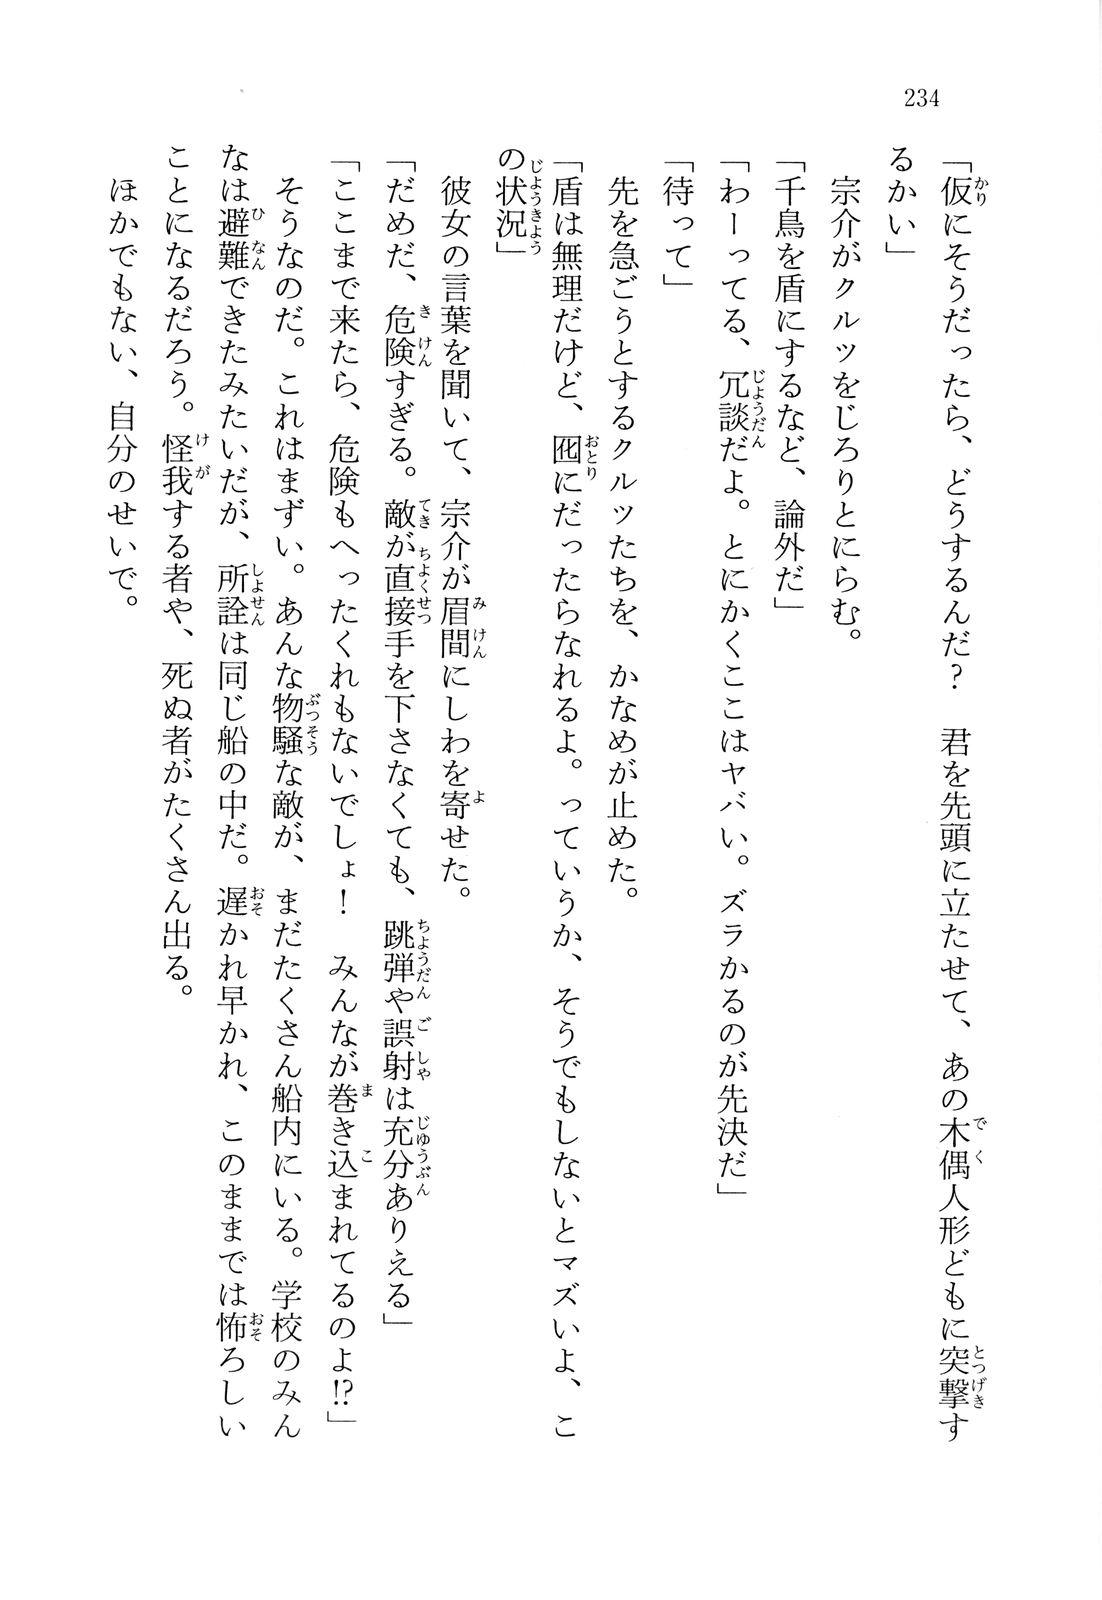 234
「仮にそうだったら、どうするんだ？　君を先頭に立たせて、あの木偶人形どもに突撃す
るかい」
　宗介がクルツをじろりとにらむ。
「千鳥を盾にするなど、論外だ」
「わーってる、冗談だよ。とにかくここはヤバい。ズラかるのが先決だ」
「待って」
　先を急ごうとするクルツたちを、かなめが止めた。
「盾は無理だけど、囮にだったらなれるよ。っていうか、そうでもしないとマズいよ、こ
の状況」
　彼女の言葉を聞いて、宗介が眉間にしわを寄せた。
「だめだ、危険すぎる。敵が直接手を下さなくても、跳弾や誤射は充分ありえる」
「ここまで来たら、危険もへったくれもないでしょ！　みんなが巻き込まれてるのよ!?」
　そうなのだ。これはまずい。あんな物騒な敵が、まだたくさん船内にいる。学校のみん
なは避難できたみたいだが、所詮は同じ船の中だ。遅かれ早かれ、このままでは怖ろしい
ことになるだろう。怪我する者や、死ぬ者がたくさん出る。
　ほかでもない、自分のせいで。